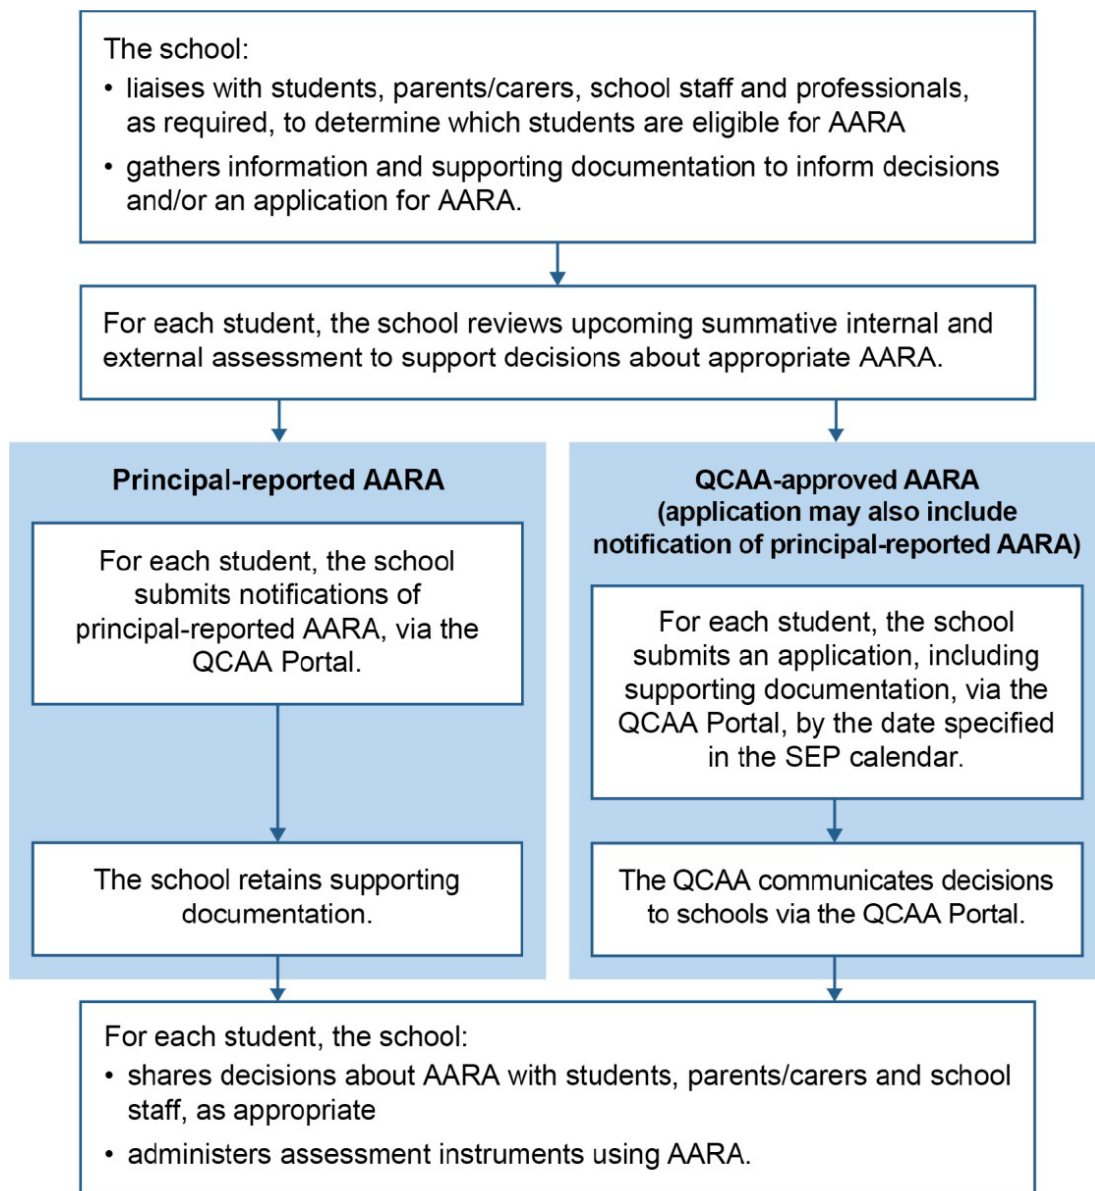 The school:
• liaises with students, parents/carers, school staff and professionals,
as required, to determine which students are eligible for AARA
• gathers information and supporting documentation to inform decisions
and/or an application for AARA.
For each student, the school reviews upcoming summative internal and
external assessment to support decisions about appropriate AARA.
Principal-reported AARA
For each student, the school
submits notifications of
principal-reported AARA, via the
QCAA Portal.
The school retains supporting
documentation.
QCAA-approved AARA
(application may also include
notification of principal-reported AARA)
For each student, the school
submits an application, including
supporting documentation, via the
QCAA Portal, by the date specified
in the SEP calendar.
The QCAA communicates decisions
to schools via the QCAA Portal.
For each student, the school:
• shares decisions about AARA with students, parents/carers and school
staff, as appropriate
• administers assessment instruments using AARA.